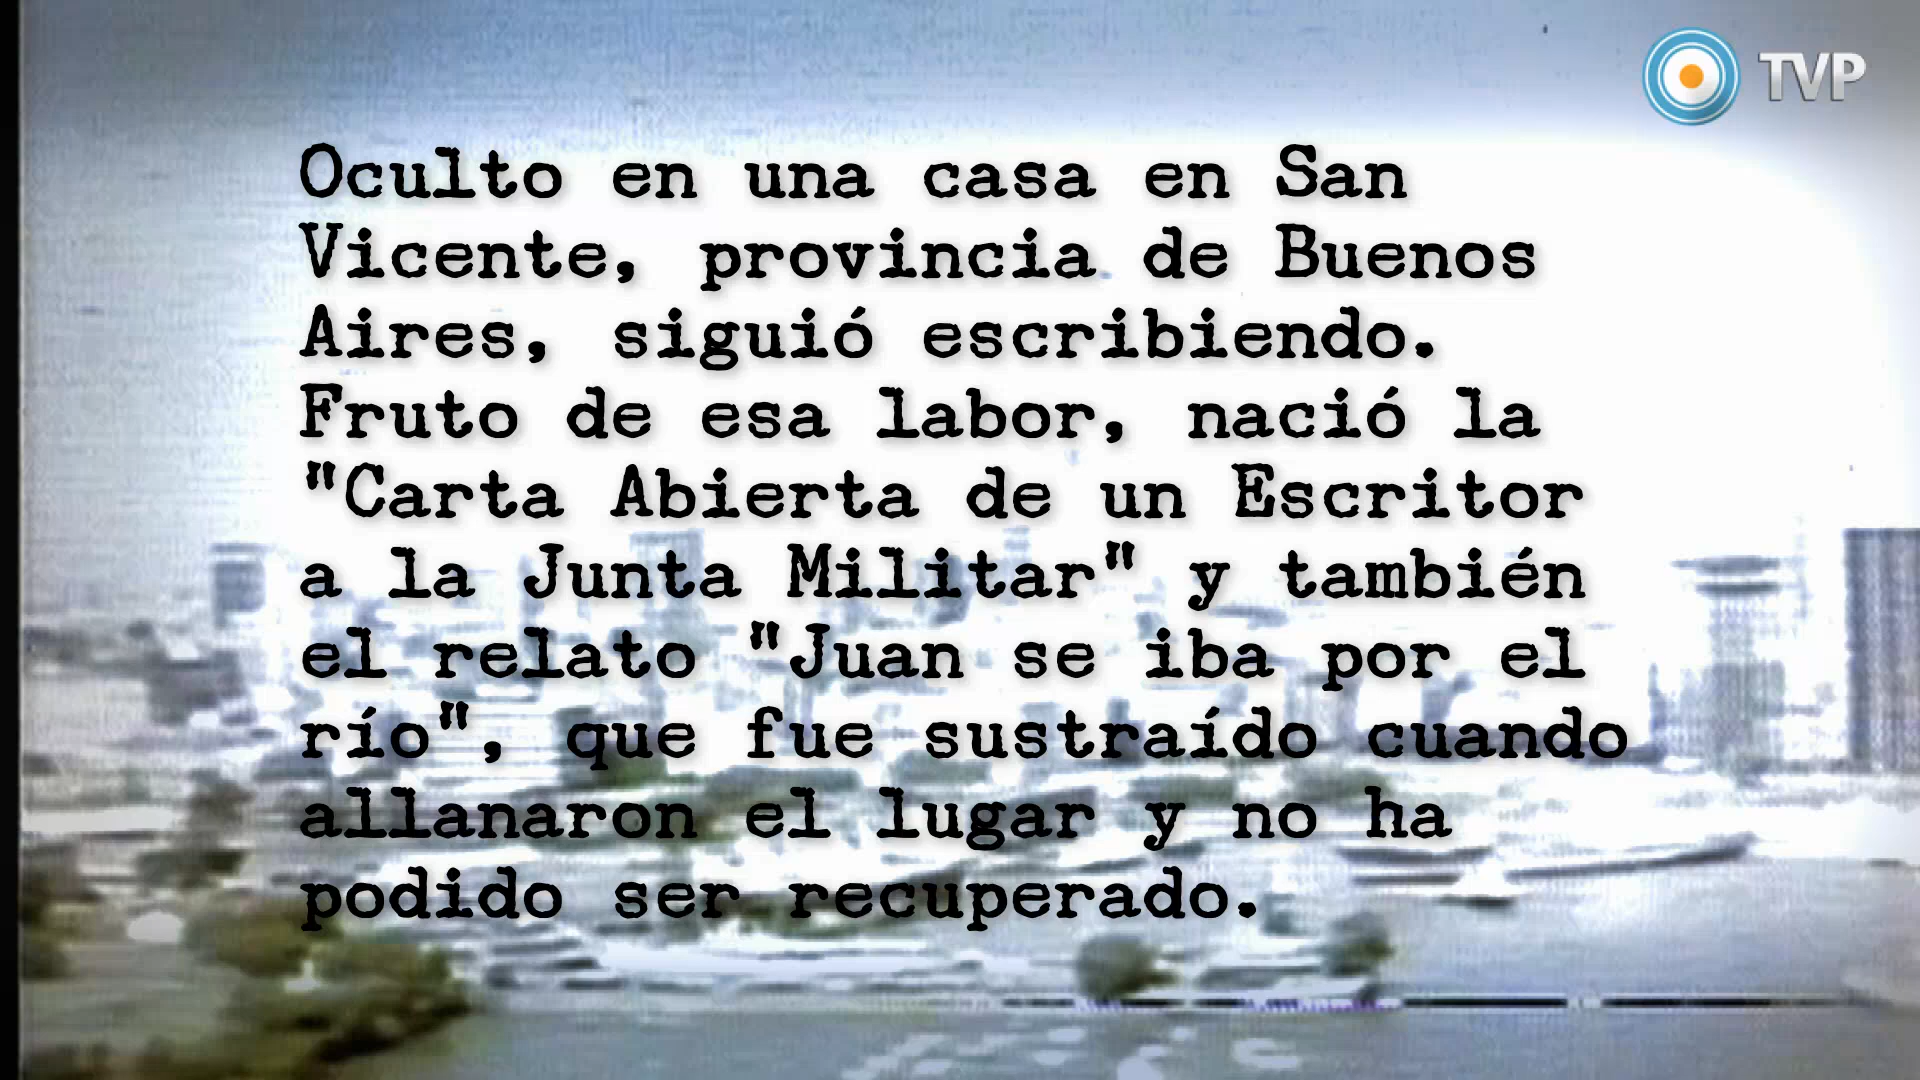 TVP
Oculto en una casa en San
Vicente, provincia de Buenos
Aires, siguió escribiendo.
Fruto de esa labor, nació la
"Carta Abierta de un Escritor
a la Junta Militar" y también
el relato "Juan se iba por el
río", que fue sustraído cuando
allanaron el lugar y no ha
podido ser recuperado.